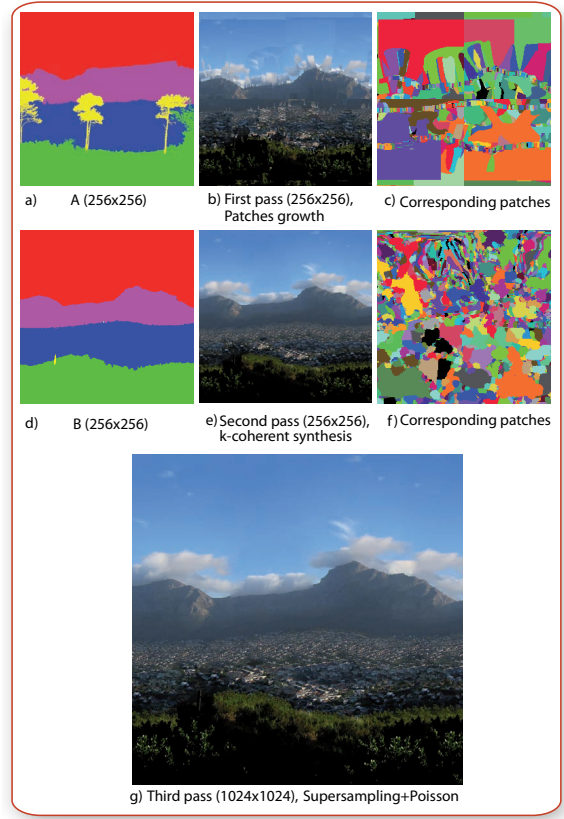 a) A (256x256)
b) First pass (256x256),
Patches growth
c) Corresponding patches
d) B (256x256)
e) Second pass (256x256),
k-coherent synthesis
f) Corresponding patches
g) Third pass (1024x1024), Supersampling+Poisson